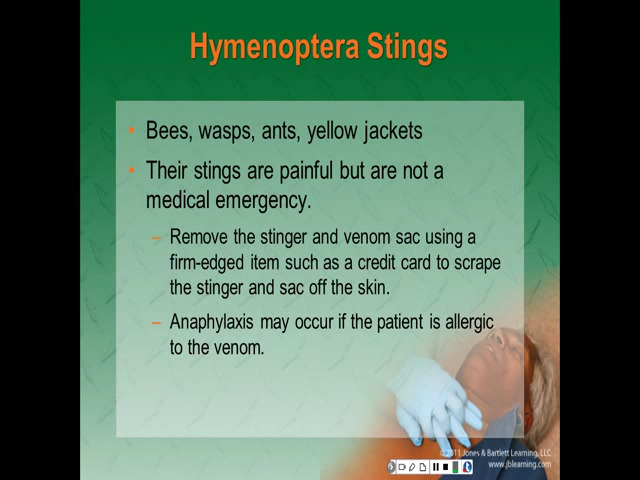 Hymenoptera Stings
• Bees, wasps, ants, yellow jackets
• Their stings are painful but are not a
medical emergency.
– Remove the stinger and venom sac using a
firm-edged item such as a credit card to scrape
the stinger and sac off the skin.
– Anaphylaxis may occur if the patient is allergic
to the venom.
© 2011 Jones & Bartlett Learning, LLC
www.jblearning.com